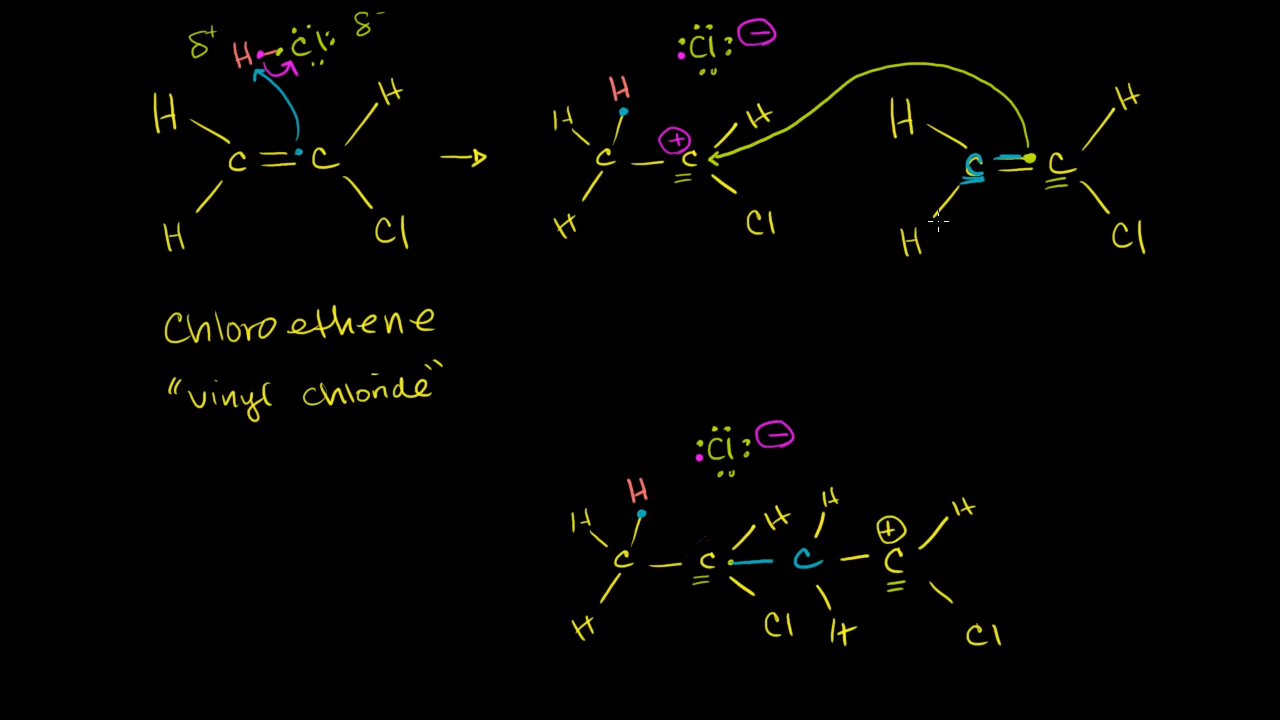 δ+ H Cl δ-
H H
C = C
H Cl
Cl -
H
H + H
C C
H Cl
H H
C = C
H Cl
Chloroethene
"vinyl chloride"
Cl -
H
H H H + H
C C C C
H Cl H Cl